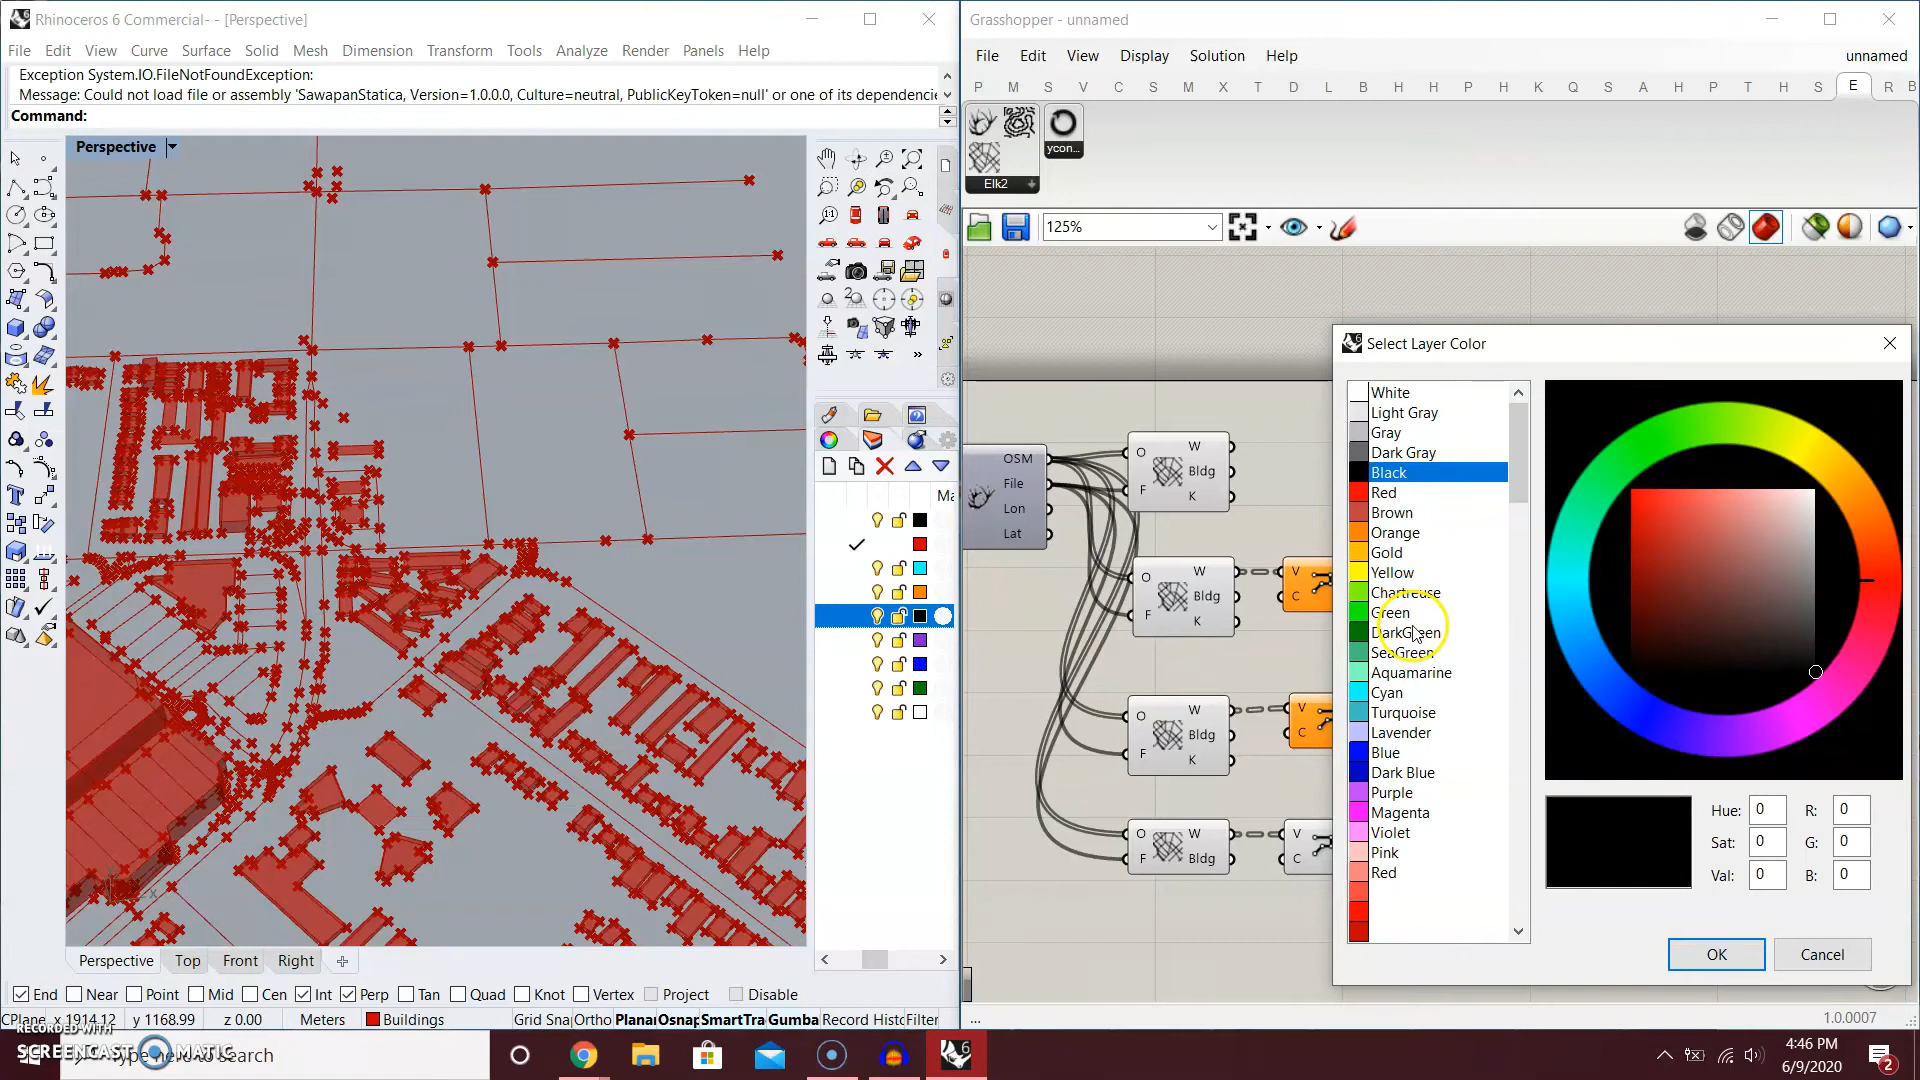 Rhinoceros 6 Commercial- - [Perspective]
File Edit View Curve Surface Solid Mesh Dimension Transform Tools Analyze Render Panels Help
Exception System.IO.FileNotFoundException:
Message: Could not load file or assembly 'SawapanStatica, Version=1.0.0.0, Culture=neutral, PublicKeyToken=null' or one of its dependencie
Command:
Perspective
Ma
Perspective Top Front Right
End Near Point Mid Cen Int Perp Tan Quad Knot Vertex Project Disable
CPlane x 1914.12 y 1168.99 z 0.00 Meters Buildings Grid Snap Ortho Planar Osnap SmartTra Gumba Record Histo Filter
Grasshopper - unnamed
File Edit View Display Solution Help unnamed
P M S V C S M X T D L B H H P H K Q S A H P T H S E R B
Elk2
ycon...
125%
OSM
File
Lon
Lat
O W
Bldg
F K
O W
Bldg
F K
V
C
O W
Bldg
F K
V
C
O W
F Bldg
V
C
Select Layer Color
White
Light Gray
Gray
Dark Gray
Black
Red
Brown
Orange
Gold
Yellow
Chartreuse
Green
DarkGreen
SeaGreen
Aquamarine
Cyan
Turquoise
Lavender
Blue
Dark Blue
Purple
Magenta
Violet
Pink
Red
Hue: 0 R: 0
Sat: 0 G: 0
Val: 0 B: 0
OK Cancel
... 1.0.0007
RECORDED WITH
SCREENCAST MATIC
Type here to search
4:46 PM
6/9/2020
2